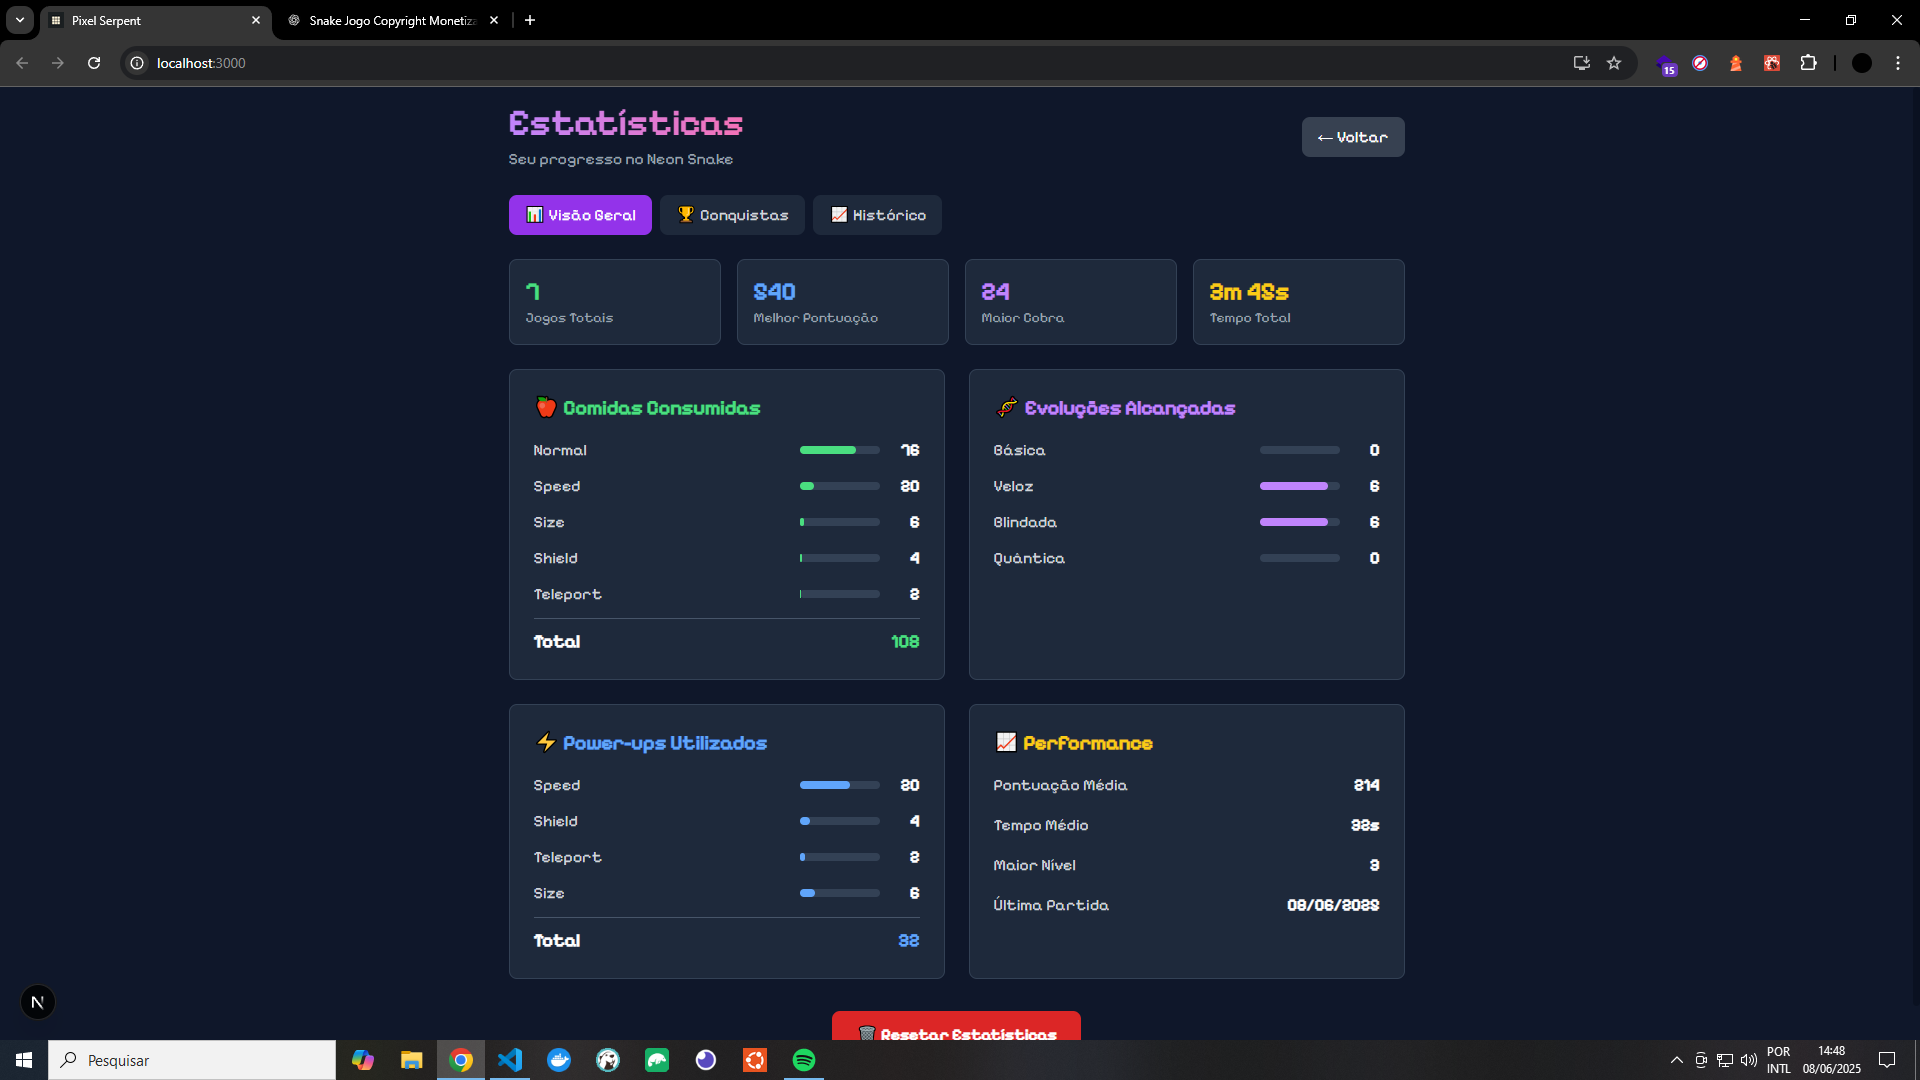 Pixel Serpent
Snake Jogo Copyright Monetiza
localhost:3000
15
Estatísticas
Seu progresso no Neon Snake
← Voltar
Visão Geral
Conquistas
Histórico
7
Jogos Totais
Melhor Pontuação
24
Maior Cobra
3m 48s
Tempo Total
Comidas Consumidas
Normal 76
Speed 20
Size 6
Shield 4
Teleport 2
Total 108
Evoluções Alcançadas
Básica 0
Veloz 6
Blindada 6
Quântica 0
Power-ups Utilizados
Speed 20
Shield 4
Teleport 2
Size 6
Total 32
Performance
Pontuação Média 214
Tempo Médio 32s
Maior Nível 3
Última Partida 08/06/2025
Resetar Estatísticas
N
Pesquisar
POR
INTL
14:48
08/06/2025